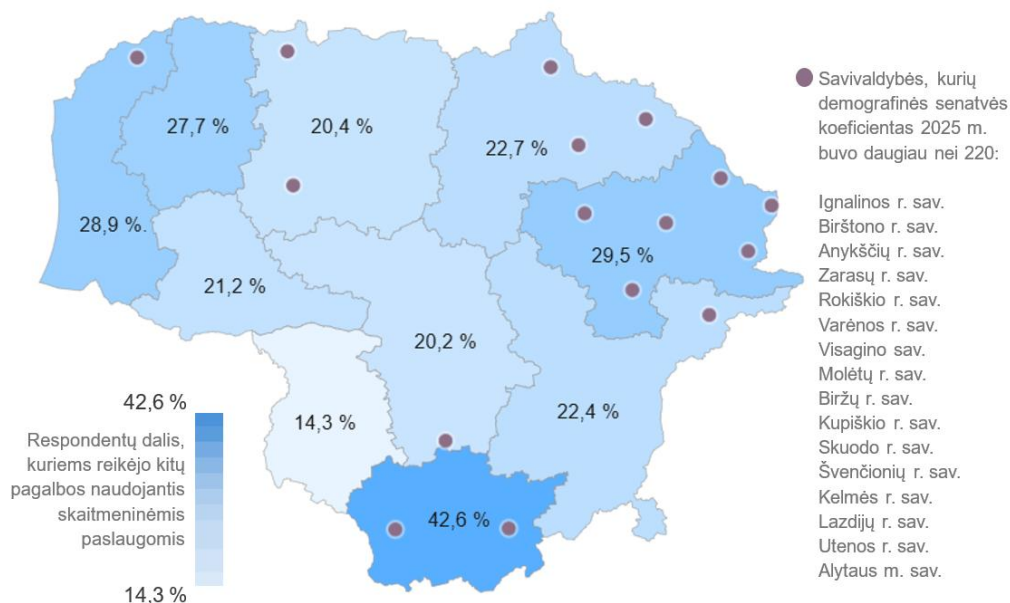 27,7 %
20,4 %
22,7 %
28,9 %.
21,2 %
29,5 %
20,2 %
14,3 %
22,4 %
42,6 %
42,6 %
Respondentų dalis,
kuriems reikėjo kitų
pagalbos naudojantis
skaitmeninėmis
paslaugomis
14,3 %
Savivaldybės, kurių
demografinės senatvės
koeficientas 2025 m.
buvo daugiau nei 220:
Ignalinos r. sav.
Birštono r. sav.
Anykščių r. sav.
Zarasų r. sav.
Rokiškio r. sav.
Varėnos r. sav.
Visagino sav.
Molėtų r. sav.
Biržų r. sav.
Kupiškio r. sav.
Skuodo r. sav.
Švenčionių r. sav.
Kelmės r. sav.
Lazdijų r. sav.
Utenos r. sav.
Alytaus m. sav.